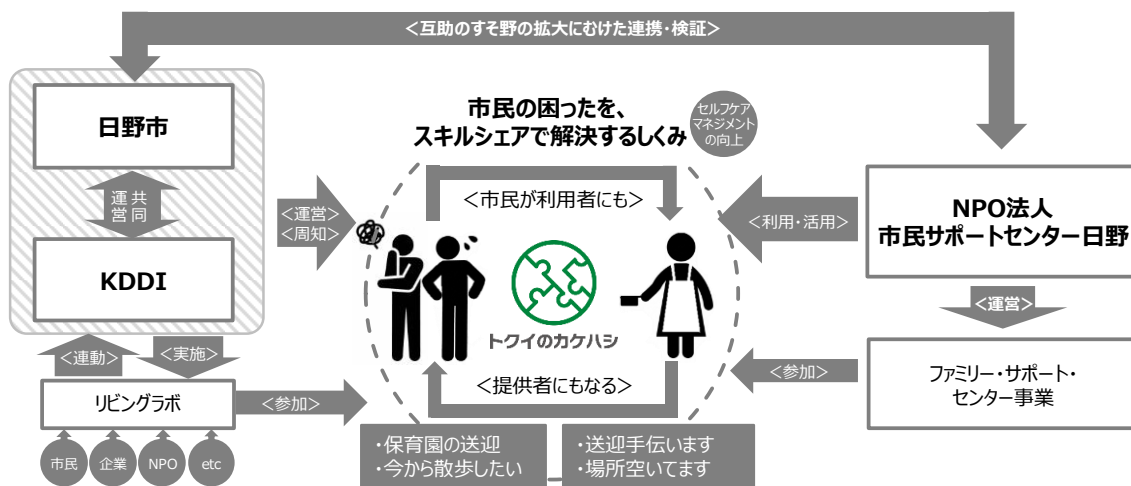 ＜互助のすそ野の拡大にむけた連携・検証＞
日野市
運営
共同
KDDI
＜連動＞
＜実施＞
リビングラボ
市民
企業
NPO
etc
＜運営＞
＜周知＞
＜参加＞
市民の困ったを、
スキルシェアで解決するしくみ
セルフケア
マネジメント
の向上
＜市民が利用者にも＞
トクイのカケハシ
＜提供者にもなる＞
・保育園の送迎
・今から散歩したい
・送迎手伝います
・場所空いてます
＜利用・活用＞
NPO法人
市民サポートセンター日野
＜運営＞
＜参加＞
ファミリー・サポート・
センター事業